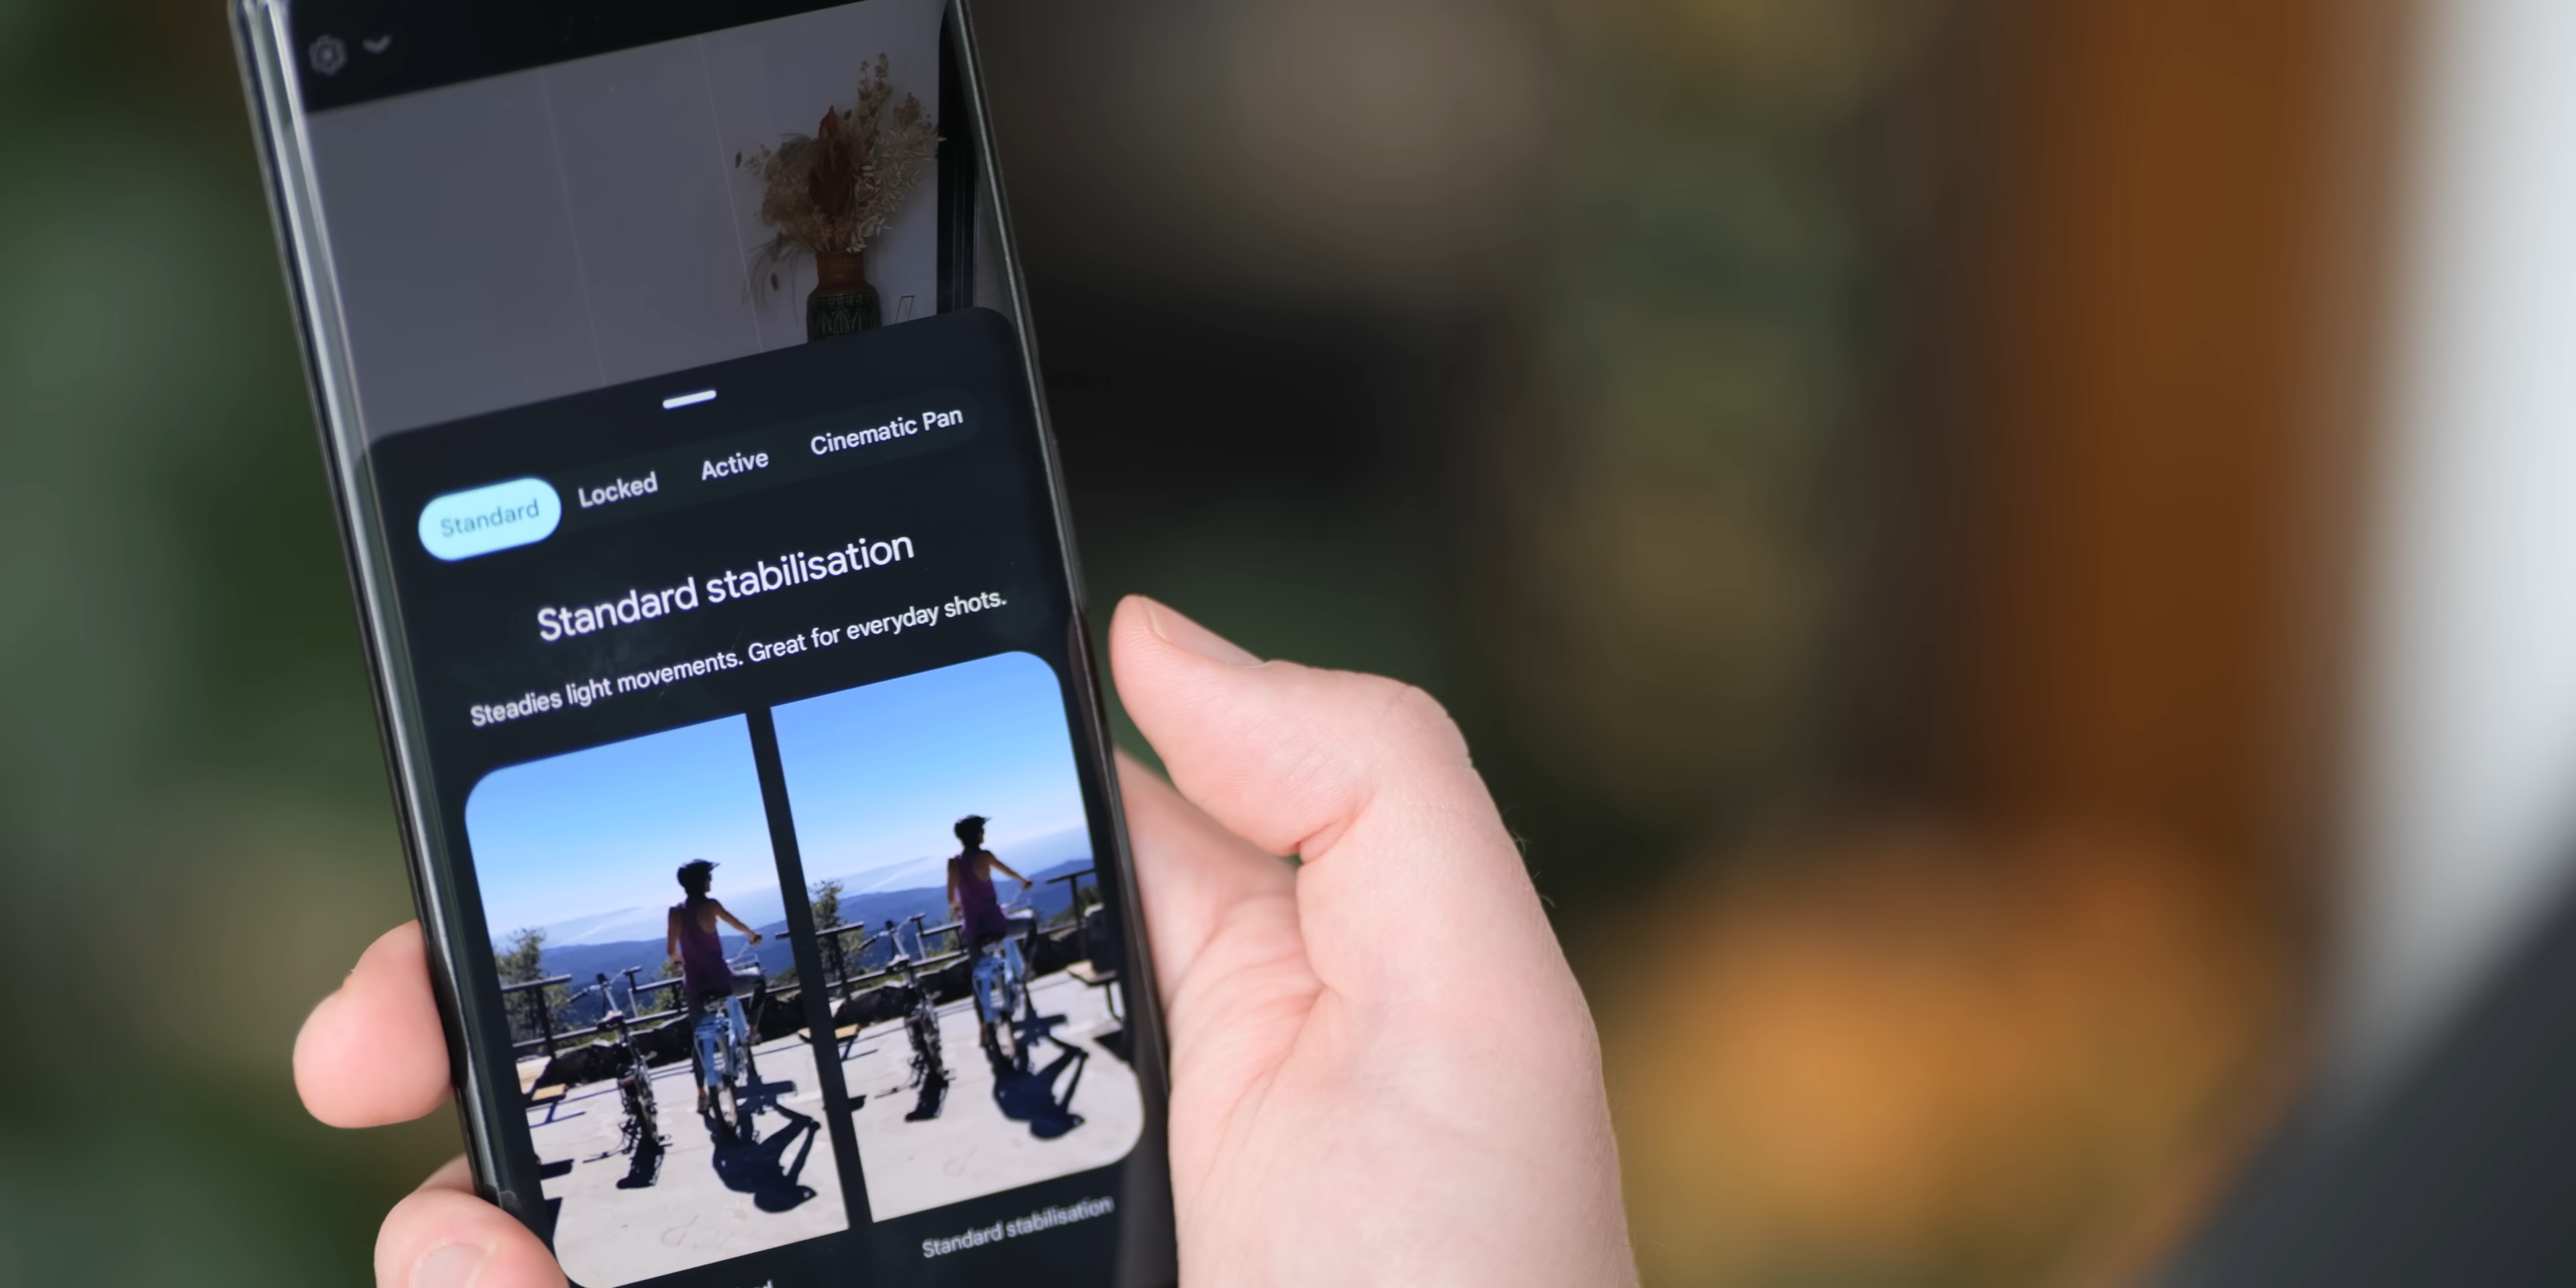 Standard Locked Active Cinematic Pan
Standard stabilisation
Steadies light movements. Great for everyday shots.
Standard stabilisation